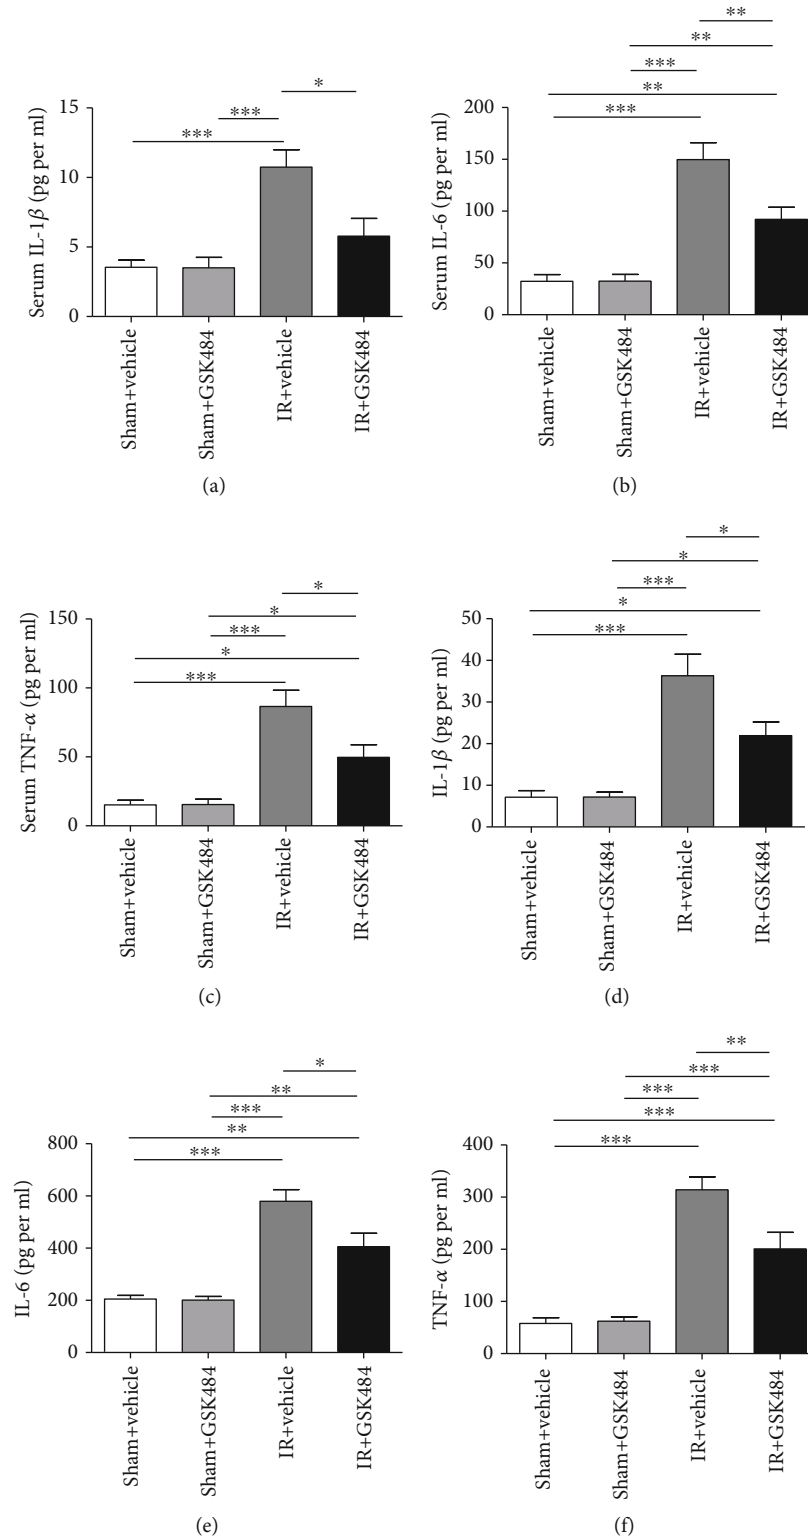 *
***
***
15
10
5
0
Serum IL-1β (pg per ml)
Sham+vehicle
Sham+GSK484
IR+vehicle
IR+GSK484
(a)
**
**
***
**
***
200
150
100
50
0
Serum IL-6 (pg per ml)
Sham+vehicle
Sham+GSK484
IR+vehicle
IR+GSK484
(b)
*
*
***
*
***
150
100
50
0
Serum TNF-α (pg per ml)
Sham+vehicle
Sham+GSK484
IR+vehicle
IR+GSK484
(c)
*
*
***
*
***
50
40
30
20
10
0
IL-1β (pg per ml)
Sham+vehicle
Sham+GSK484
IR+vehicle
IR+GSK484
(d)
*
**
***
**
***
800
600
400
200
0
IL-6 (pg per ml)
Sham+vehicle
Sham+GSK484
IR+vehicle
IR+GSK484
(e)
**
***
***
***
***
400
300
200
100
0
TNF-α (pg per ml)
Sham+vehicle
Sham+GSK484
IR+vehicle
IR+GSK484
(f)